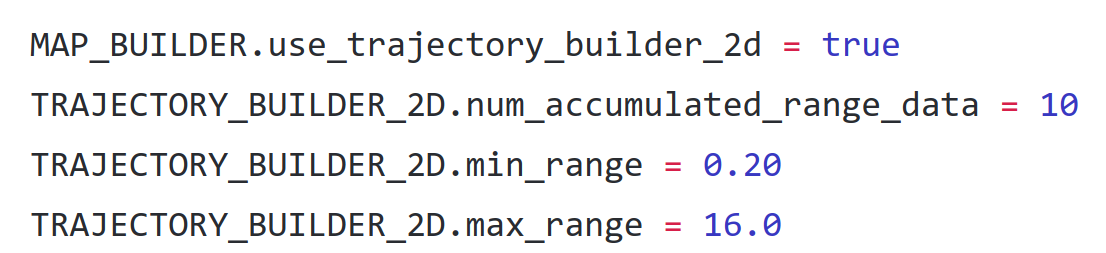 MAP_BUILDER.use_trajectory_builder_2d = true
TRAJECTORY_BUILDER_2D.num_accumulated_range_data = 10
TRAJECTORY_BUILDER_2D.min_range = 0.20
TRAJECTORY_BUILDER_2D.max_range = 16.0